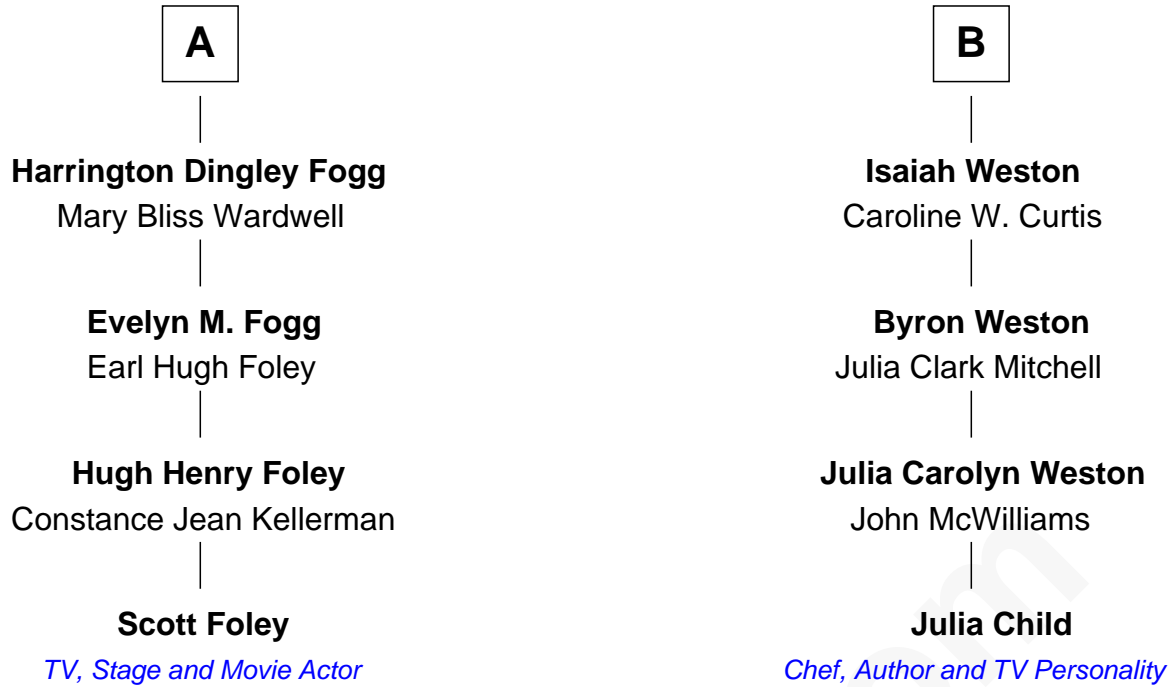 A
Harrington Dingley Fogg
Mary Bliss Wardwell
Evelyn M. Fogg
Earl Hugh Foley
Hugh Henry Foley
Constance Jean Kellerman
Scott Foley
TV, Stage and Movie Actor
B
Isaiah Weston
Caroline W. Curtis
Byron Weston
Julia Clark Mitchell
Julia Carolyn Weston
John McWilliams
Julia Child
Chef, Author and TV Personality